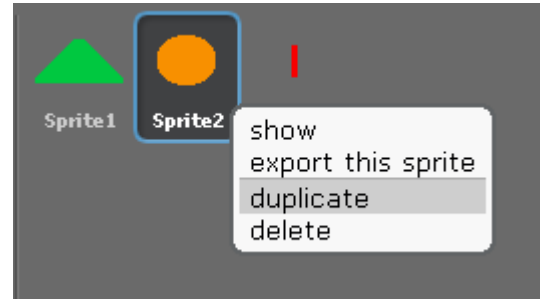 Sprite1 Sprite2
show
export this sprite
duplicate
delete